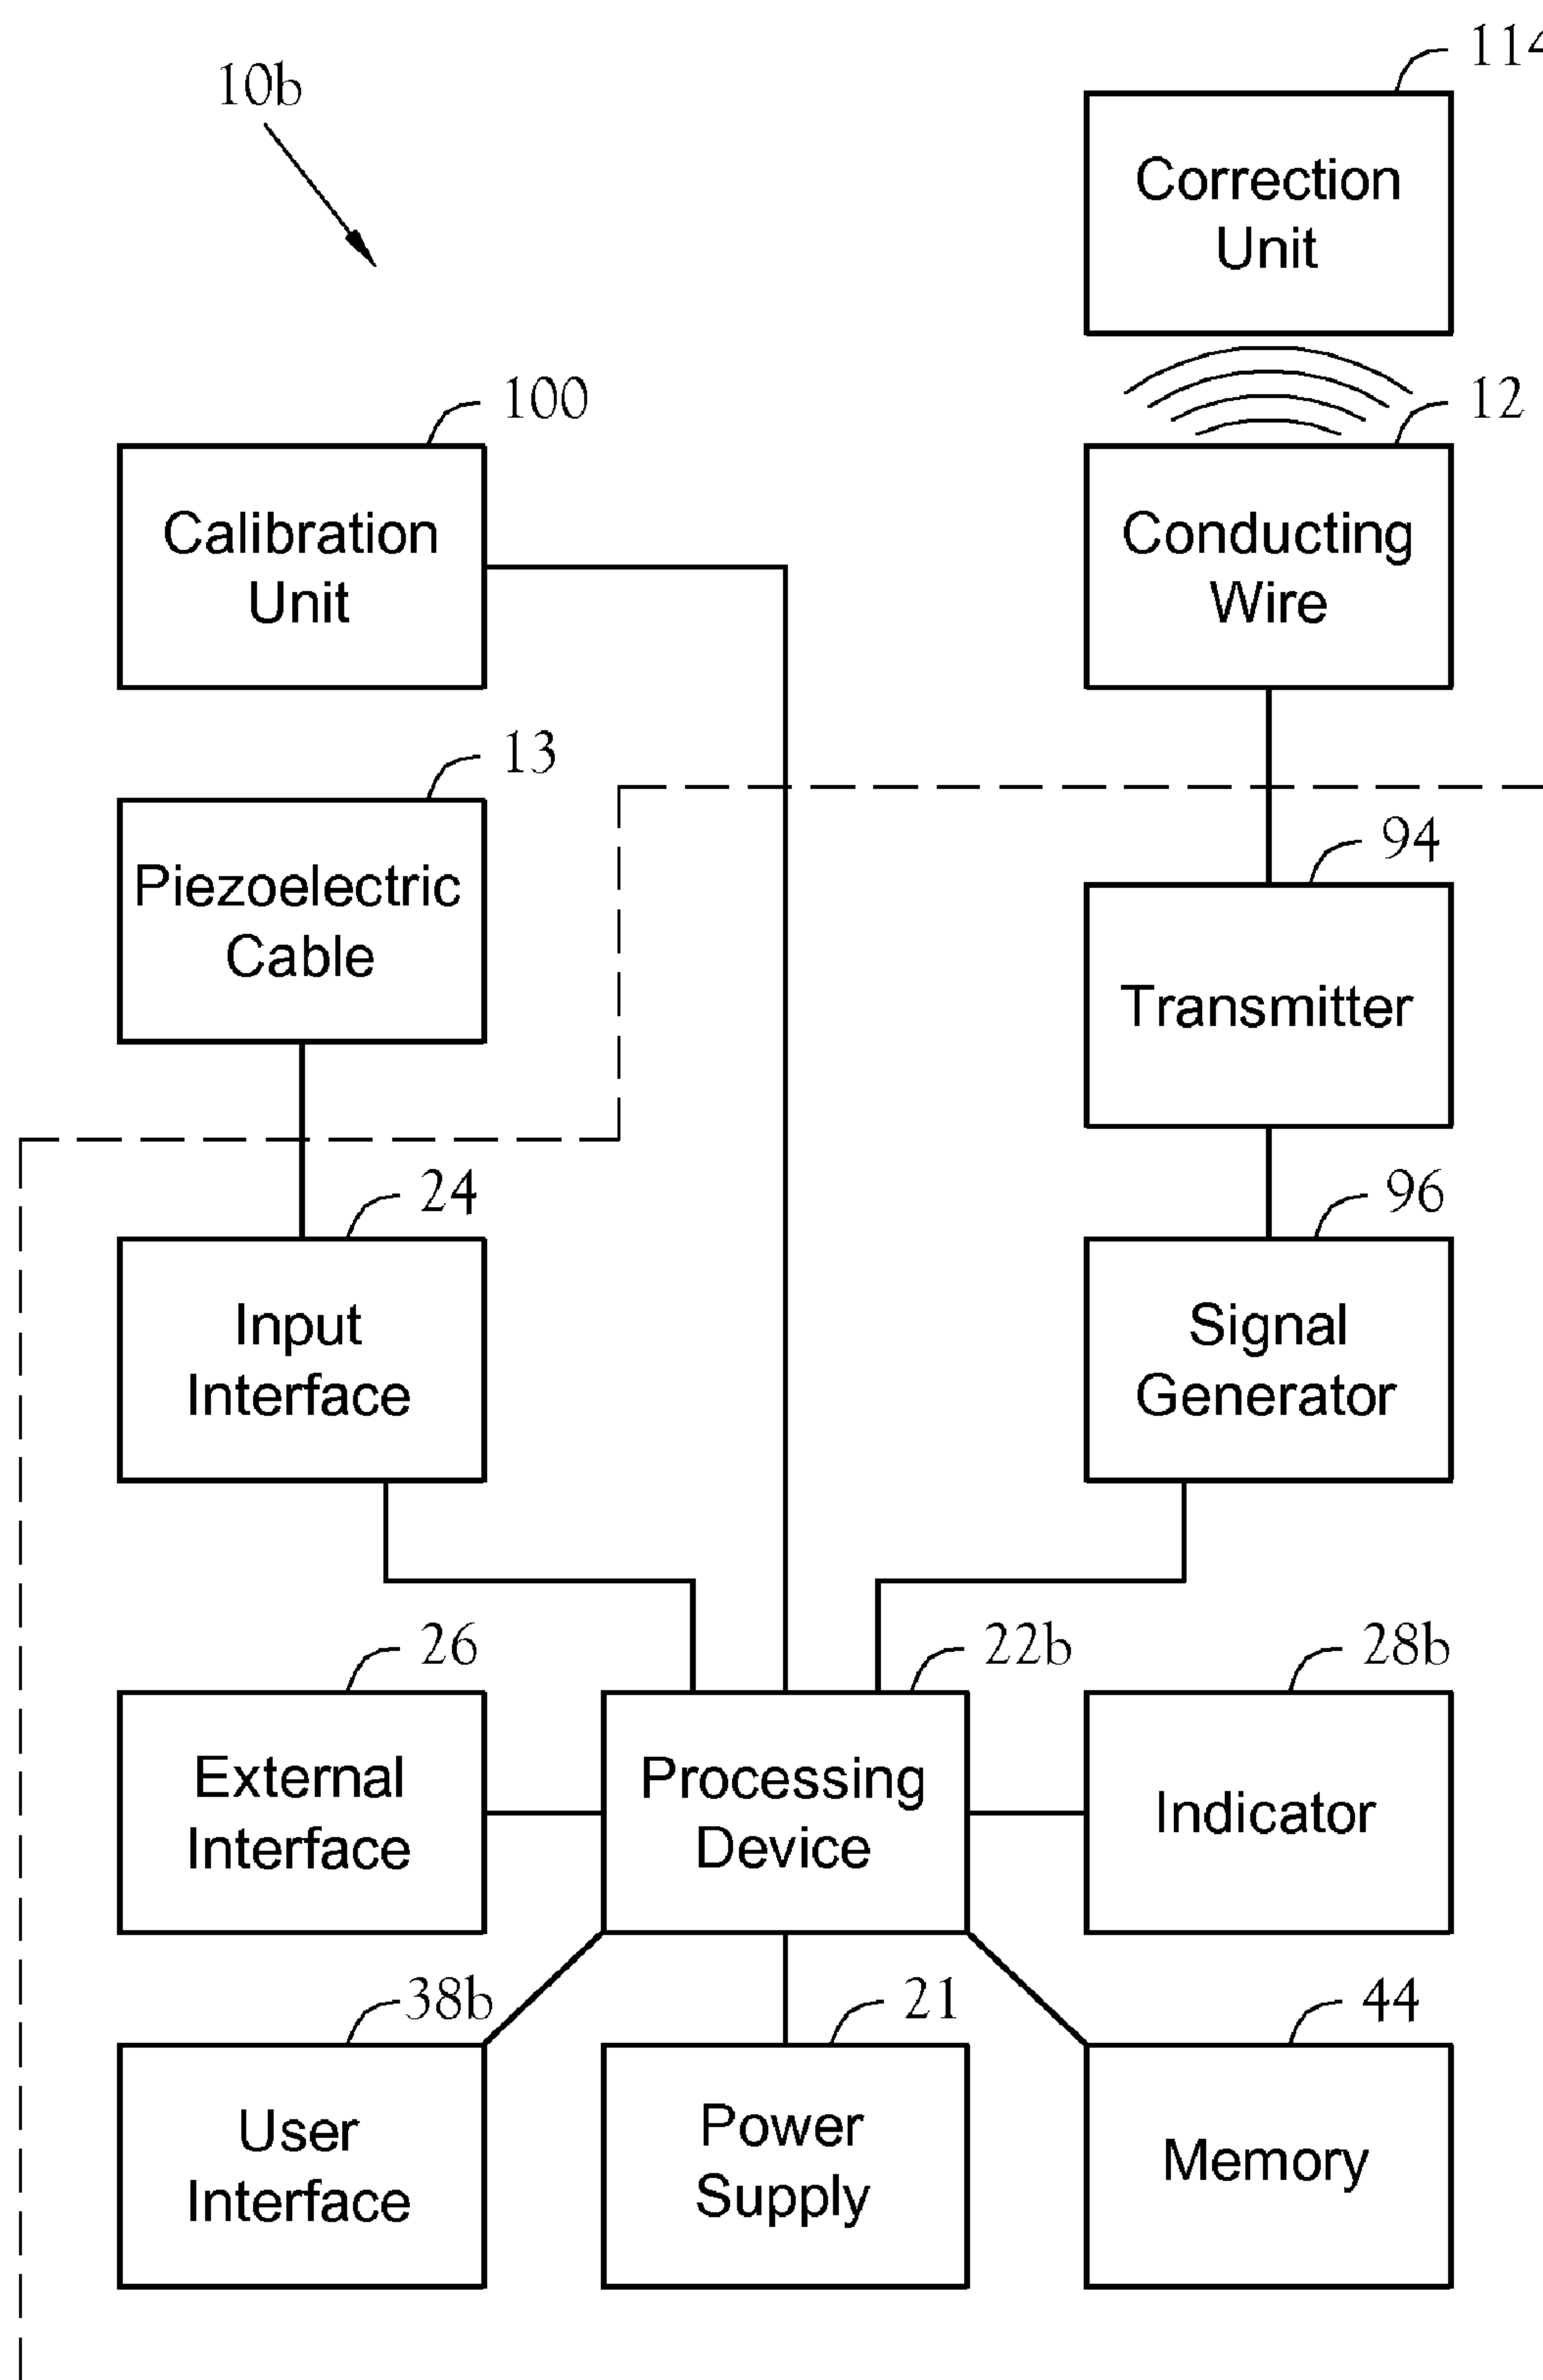 10b
114
Correction
Unit
100
12
Calibration
Unit
Conducting
Wire
13
94
Piezoelectric
Cable
Transmitter
24
96
Input
Interface
Signal
Generator
26
22b
28b
External
Interface
Processing
Device
Indicator
38b
21
44
User
Interface
Power
Supply
Memory